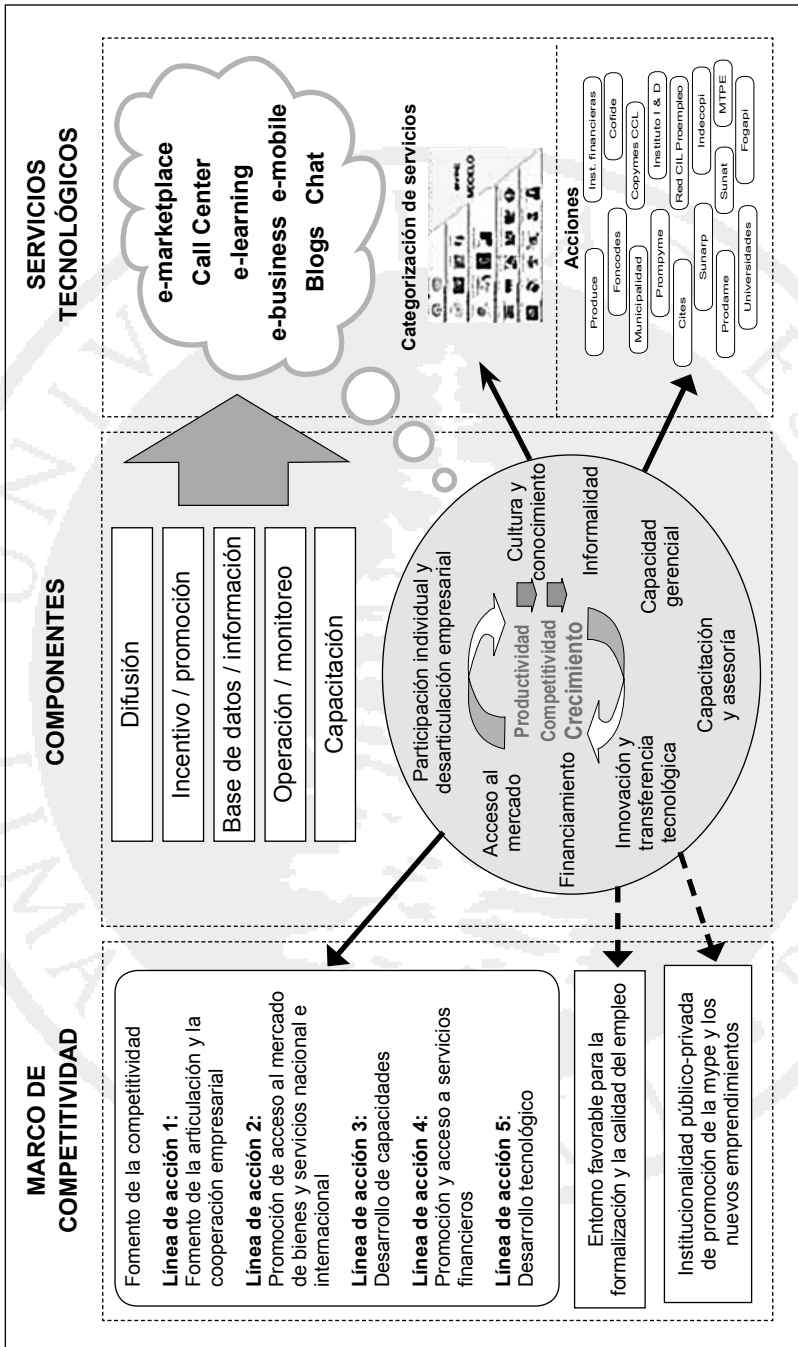 MARCO DE
COMPETITIVIDAD
Fomento de la competitividad
Línea de acción 1:
Fomento de la articulación y la
cooperación empresarial
Línea de acción 2:
Promoción de acceso al mercado
de bienes y servicios nacional e
internacional
Línea de acción 3:
Desarrollo de capacidades
Línea de acción 4:
Promoción y acceso a servicios
financieros
Línea de acción 5:
Desarrollo tecnológico
Entorno favorable para la
formalización y la calidad del empleo
Institucionalidad público-privada
de promoción de la mype y los
nuevos emprendimientos
COMPONENTES
Difusión
Incentivo / promoción
Base de datos / información
Operación / monitoreo
Capacitación
Participación individual y
desarticulación empresarial
Acceso al
mercado
Cultura y
conocimiento
Productividad
Competitividad
Crecimiento
Financiamiento
Informalidad
Innovación y
transferencia
tecnológica
Capacidad
gerencial
Capacitación
y asesoría
SERVICIOS
TECNOLÓGICOS
e-marketplace
Call Center
e-learning
e-business e-mobile
Blogs Chat
Categorización de servicios
MODELO
Acciones
Produce
Inst. financieras
Foncodes
Cofide
Municipalidad
Copymes CCL
Prompyme
Instituto I & D
Cites
Red CIL Proempleo
Sunarp
Indecopi
Prodame
Sunat
MTPE
Universidades
Fogapi